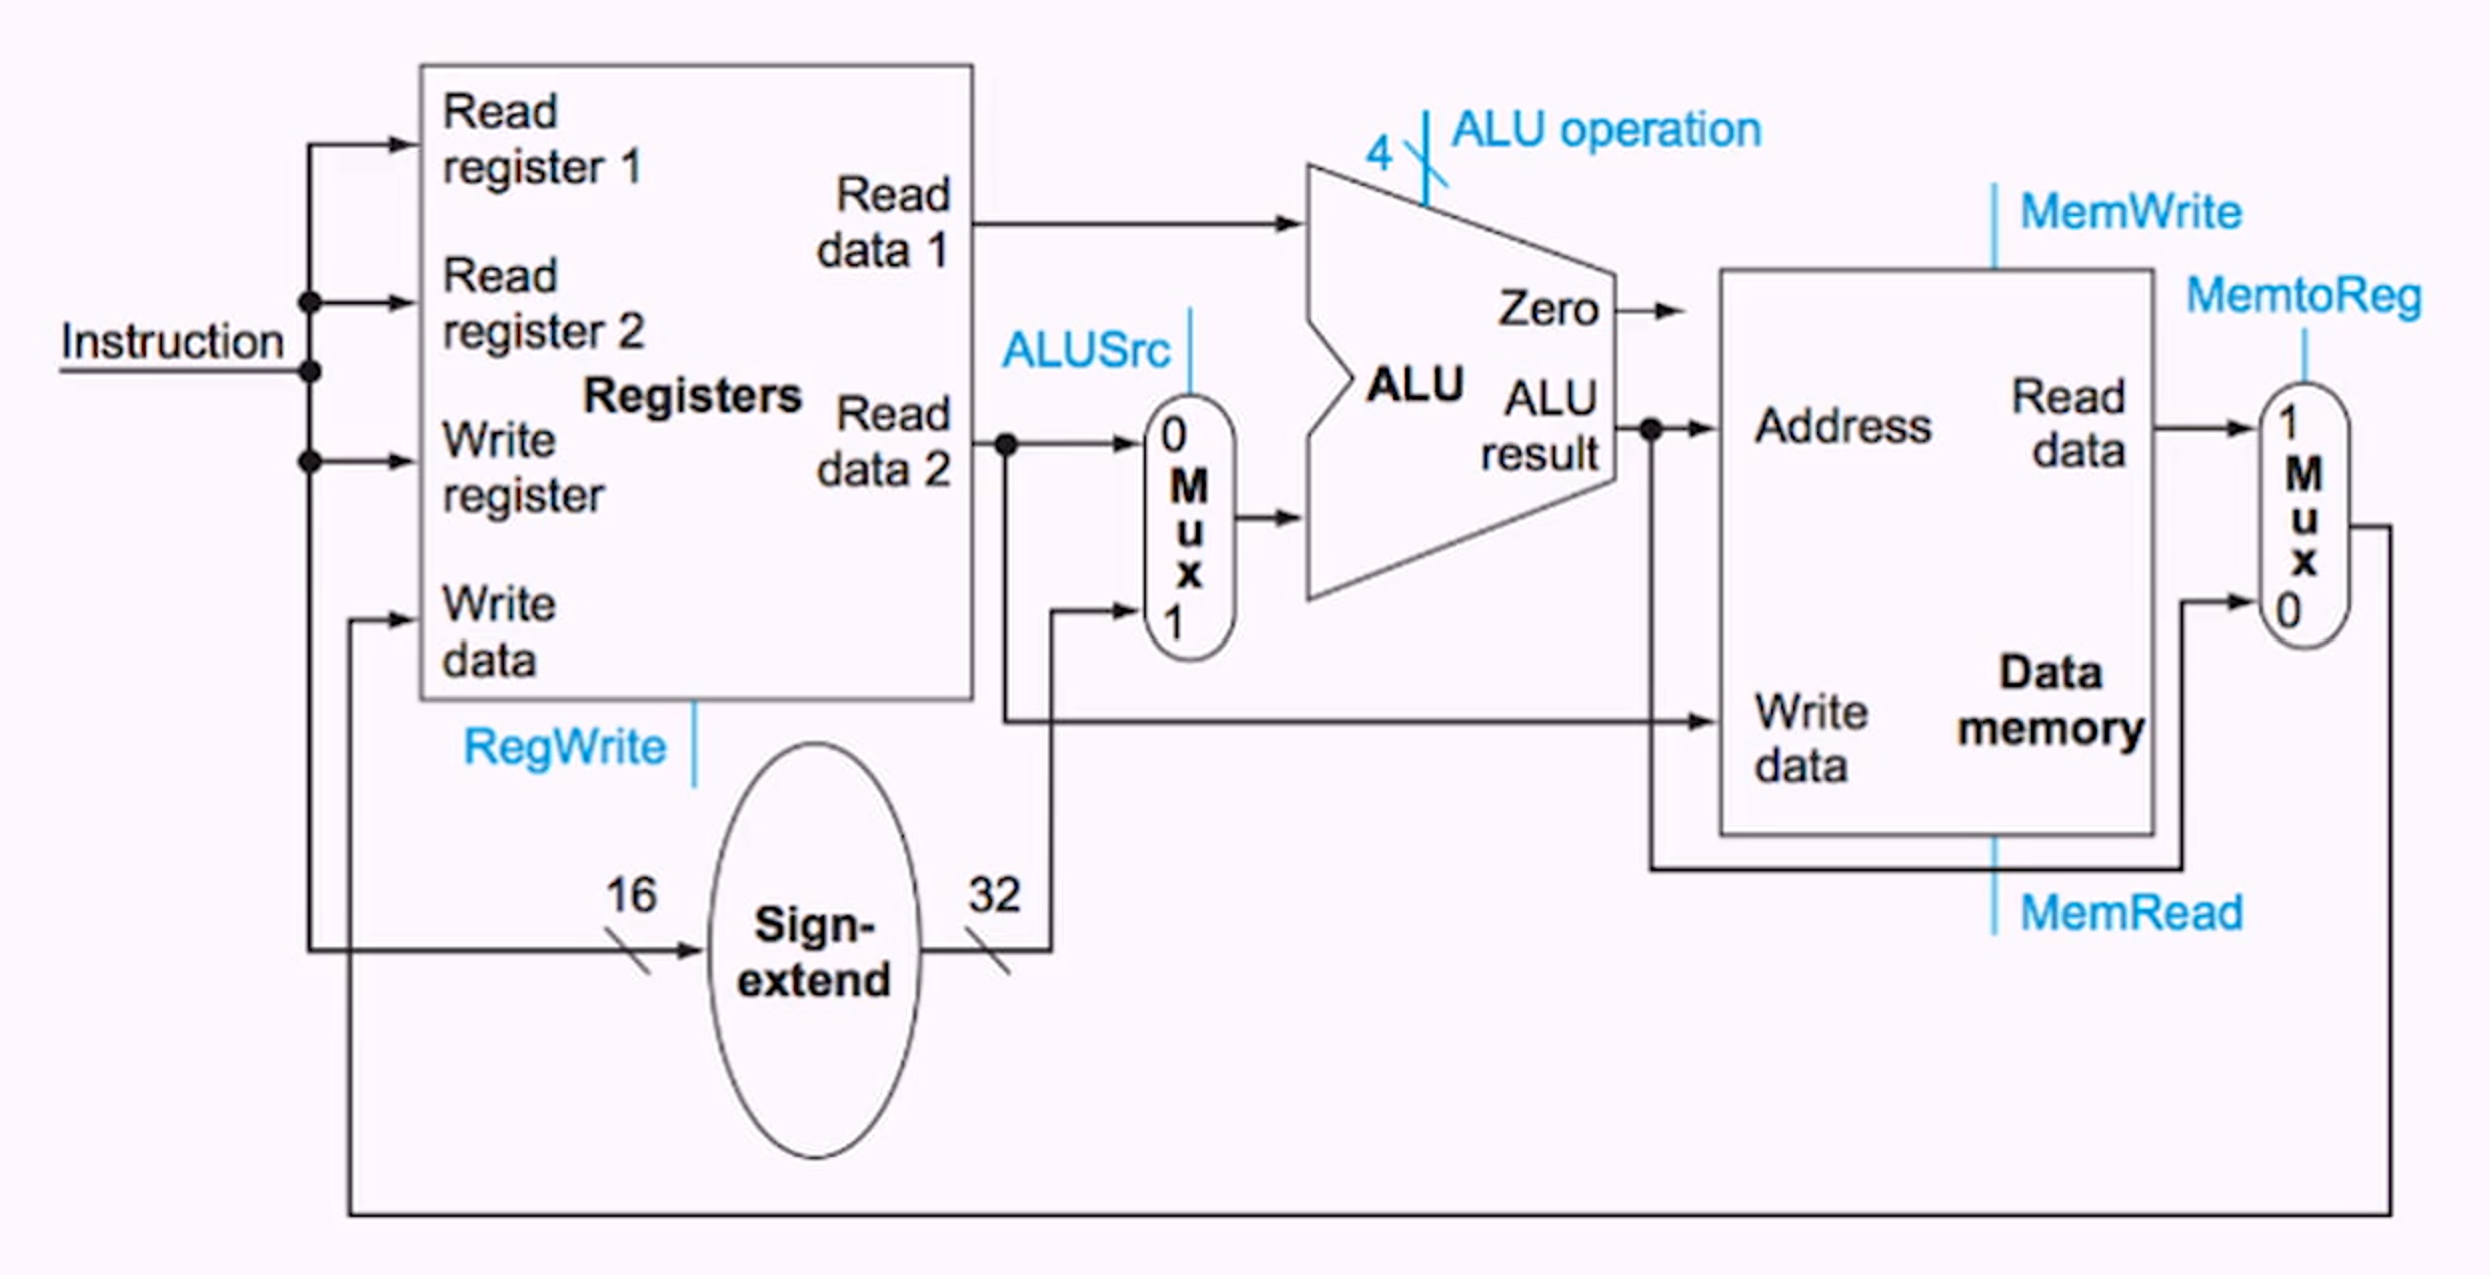 Instruction
Read
register 1
Read
register 2
Write
register
Write
data
Registers
Read
data 1
Read
data 2
RegWrite
16
Sign-
extend
32
ALUSrc
0
M
u
x
1
4
ALU operation
ALU
Zero
ALU
result
MemWrite
Address
Read
data
Write
data
Data
memory
MemRead
MemtoReg
1
M
u
x
0